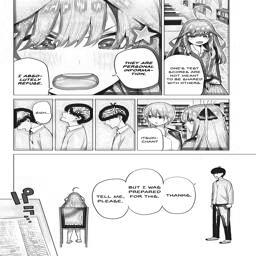 THEY ARE
PERSONAL
INFORMA-
TION.
I ABSO-
LUTELY
REFUSE.
ONE'S TEST
SCORES ARE
NOT MEANT
TO BE SHARED
WITH OTHERS.
ITSUKI-
CHAN?
BUT I WAS
PREPARED
FOR THIS.
TELL ME,
PLEASE.
THANKS.